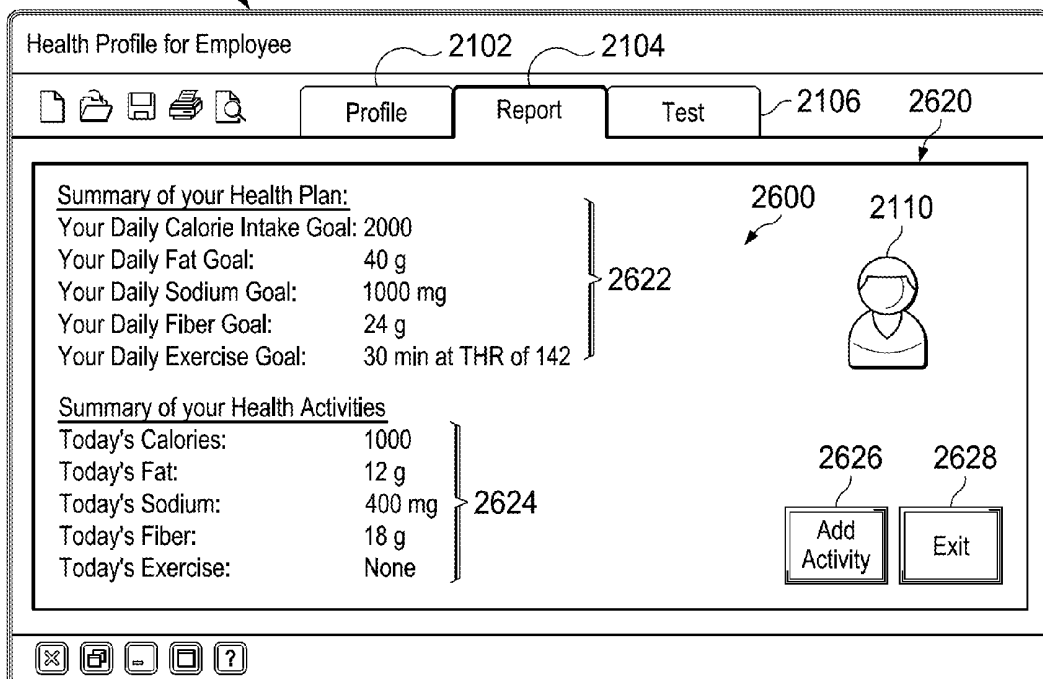 Health Profile for Employee
2102
2104
Profile
Report
Test
2106
2620
Summary of your Health Plan:
Your Daily Calorie Intake Goal: 2000
Your Daily Fat Goal: 40 g
Your Daily Sodium Goal: 1000 mg
Your Daily Fiber Goal: 24 g
Your Daily Exercise Goal: 30 min at THR of 142
2622
2600
2110
Summary of your Health Activities
Today's Calories: 1000
Today's Fat: 12 g
Today's Sodium: 400 mg
Today's Fiber: 18 g
Today's Exercise: None
2624
2626
2628
Add
Activity
Exit
?